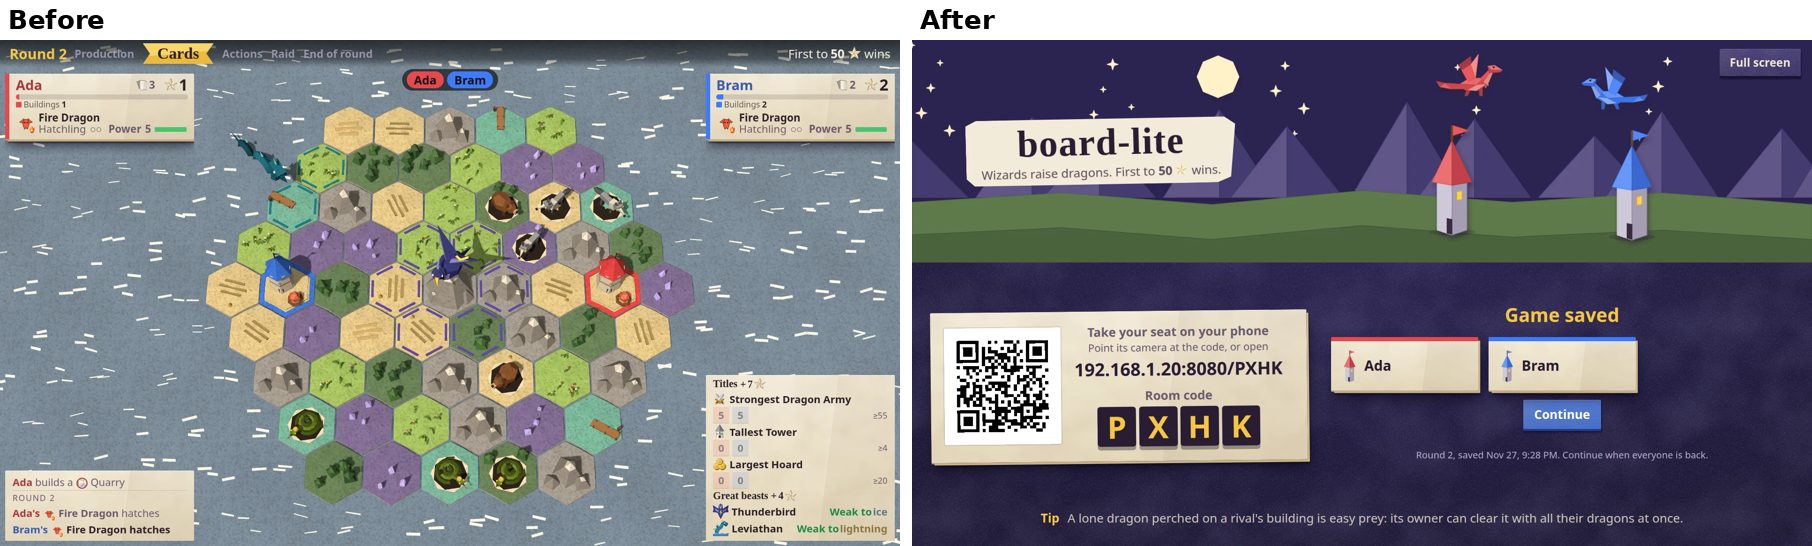 Before
Round 2 Production Cards Actions Raid End of round
First to 50 wins
Ada 3 1
Buildings 1
Fire Dragon
Hatchling Power 5
Ada Bram
Bram 2 2
Buildings 2
Fire Dragon
Hatchling Power 5
Ada builds a Quarry
ROUND 2
Ada's Fire Dragon hatches
Bram's Fire Dragon hatches
Titles +7
Strongest Dragon Army
5 5 ≥55
Tallest Tower
0 0 ≥4
Largest Hoard
0 0 ≥20
Great beasts +4
Thunderbird Weak to ice
Leviathan Weak to lightning
After
Full screen
board-lite
Wizards raise dragons. First to 50 wins.
Take your seat on your phone
Point its camera at the code, or open
192.168.1.20:8080/PXHK
Room code
P X H K
Game saved
Ada
Bram
Continue
Round 2, saved Nov 27, 9:28 PM. Continue when everyone is back.
Tip A lone dragon perched on a rival's building is easy prey: its owner can clear it with all their dragons at once.